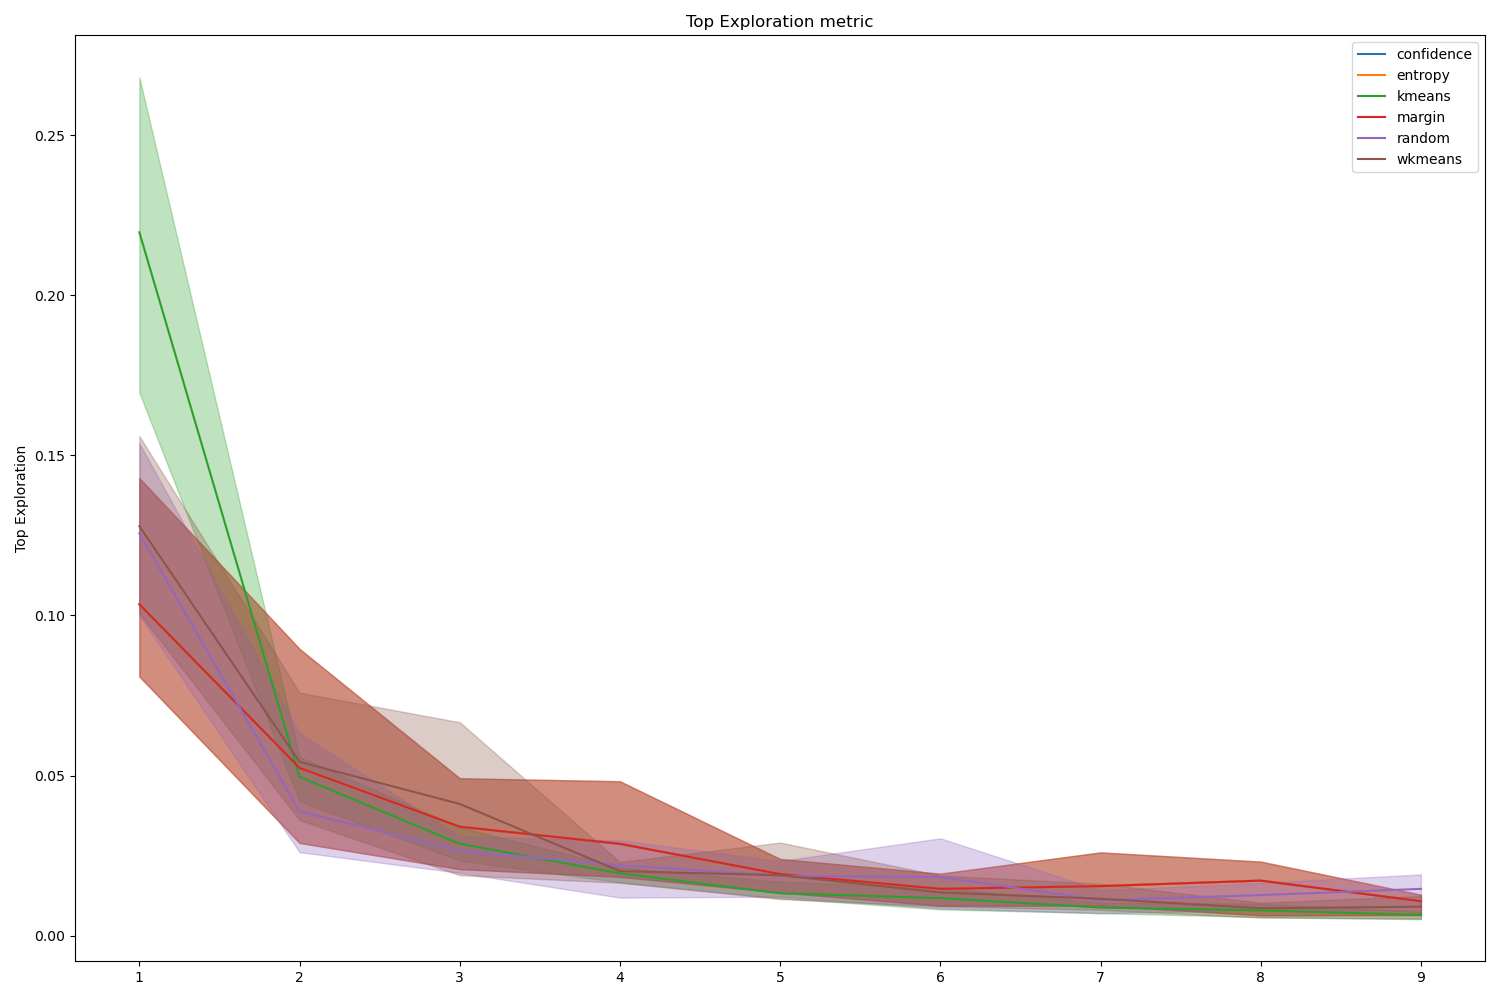 Top Exploration metric
confidence
entropy
kmeans
margin
random
wkmeans
Top Exploration
0.25
0.20
0.15
0.10
0.05
0.00
1 2 3 4 5 6 7 8 9